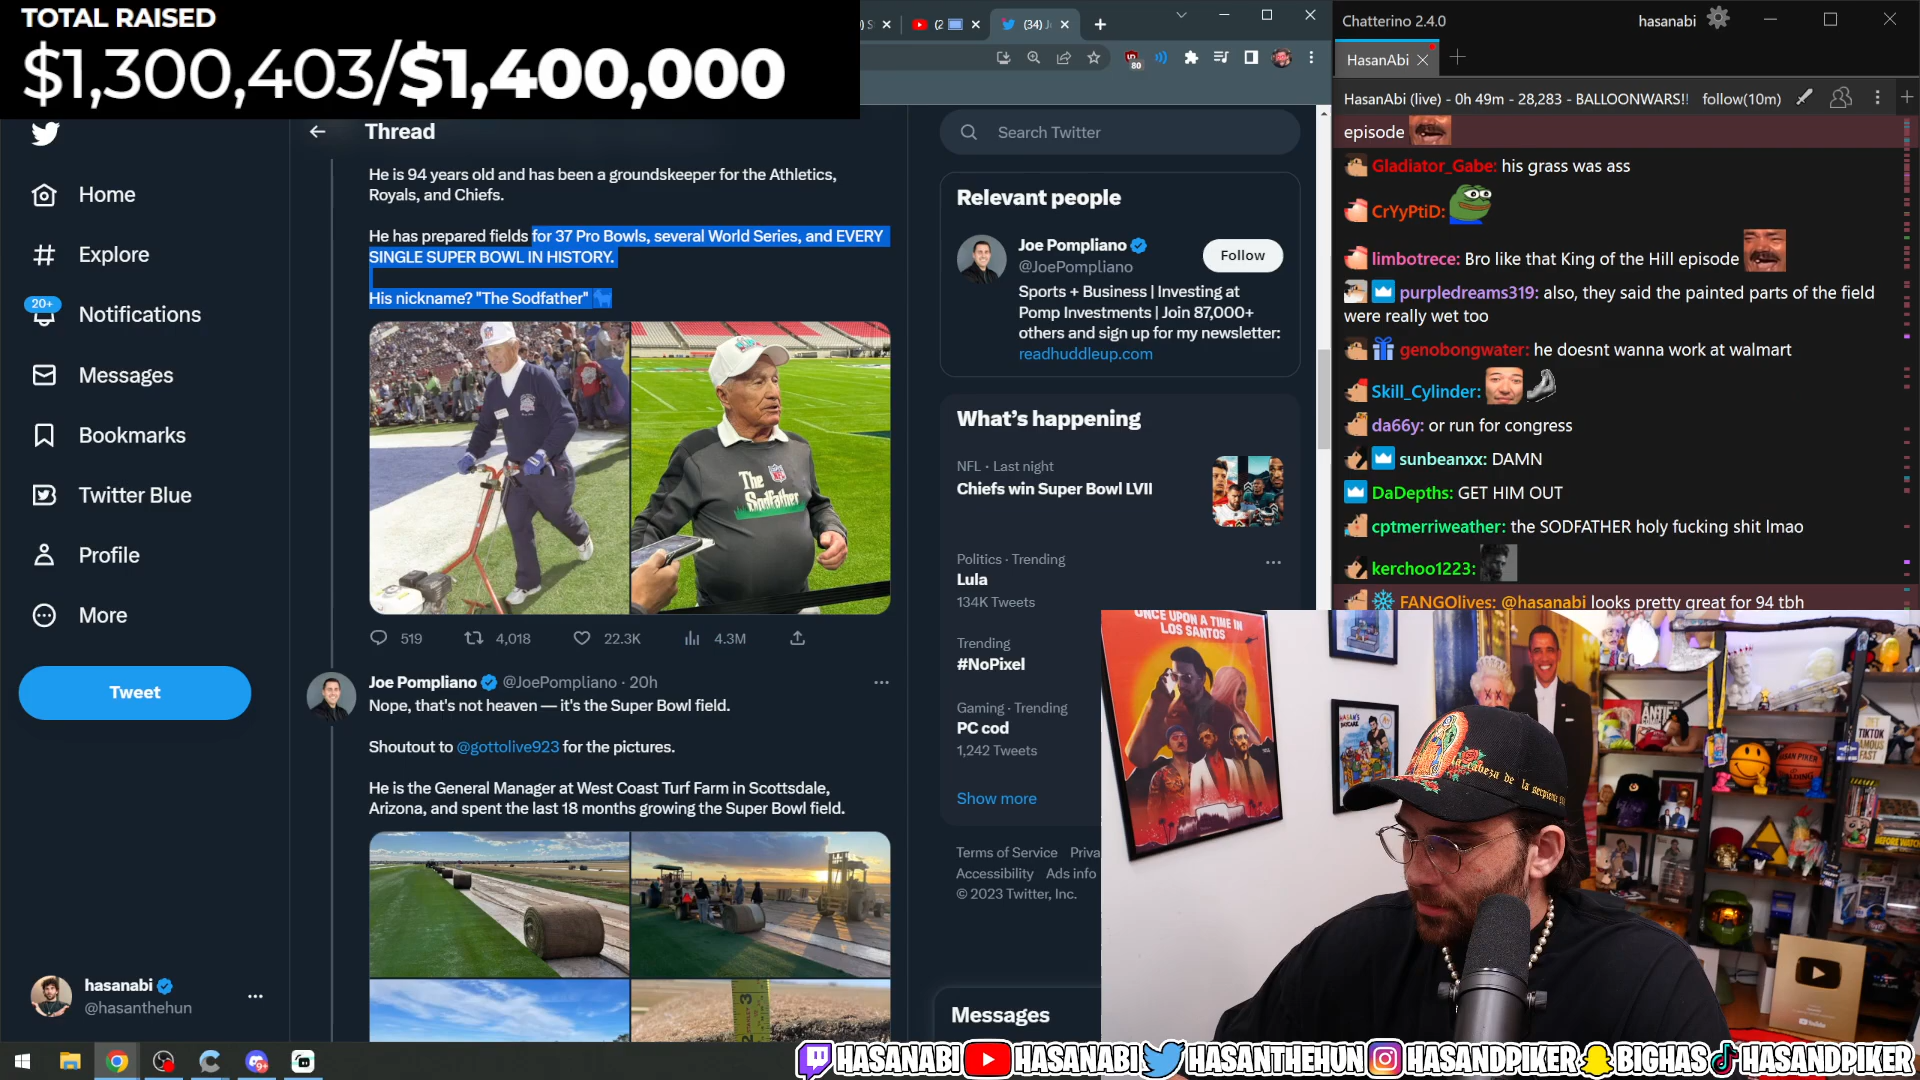 TOTAL RAISED
$1,300,403/$1,400,000
(34)
Thread
Home
Explore
20+
Notifications
Messages
Bookmarks
Twitter Blue
Profile
More
Tweet
hasanabi
@hasanthehun
He is 94 years old and has been a groundskeeper for the Athletics,
Royals, and Chiefs.
He has prepared fields for 37 Pro Bowls, several World Series, and EVERY
SINGLE SUPER BOWL IN HISTORY.
His nickname? "The Sodfather"
The
Sodfather
519
4,018
22.3K
4.3M
Joe Pompliano @JoePompliano · 20h
Nope, that's not heaven — it's the Super Bowl field.
Shoutout to @gottolive923 for the pictures.
He is the General Manager at West Coast Turf Farm in Scottsdale,
Arizona, and spent the last 18 months growing the Super Bowl field.
Search Twitter
Relevant people
Joe Pompliano
@JoePompliano
Follow
Sports + Business | Investing at
Pomp Investments | Join 87,000+
others and sign up for my newsletter:
readhuddleup.com
What's happening
NFL · Last night
Chiefs win Super Bowl LVII
Politics · Trending
Lula
134K Tweets
Trending
#NoPixel
Gaming · Trending
PC cod
1,242 Tweets
Show more
Terms of Service Priva
Accessibility Ads info
© 2023 Twitter, Inc.
Messages
Chatterino 2.4.0
hasanabi
HasanAbi
HasanAbi (live) - 0h 49m - 28,283 - BALLOONWARS!! follow(10m)
episode
Gladiator_Gabe: his grass was ass
CrYyPtiD:
limbotrece: Bro like that King of the Hill episode
purpledreams319: also, they said the painted parts of the field
were really wet too
genobongwater: he doesnt wanna work at walmart
Skill_Cylinder:
da66y: or run for congress
sunbeanxx: DAMN
DaDepths: GET HIM OUT
cptmerriweather: the SODFATHER holy fucking shit lmao
kerchoo1223:
FANGOlives: @hasanabi looks pretty great for 94 tbh
ONCE UPON A TIME IN
LOS SANTOS
HASANABI HASANABI HASANTHEHUN HASANDPIKER BIGHAS HASANDPIKER